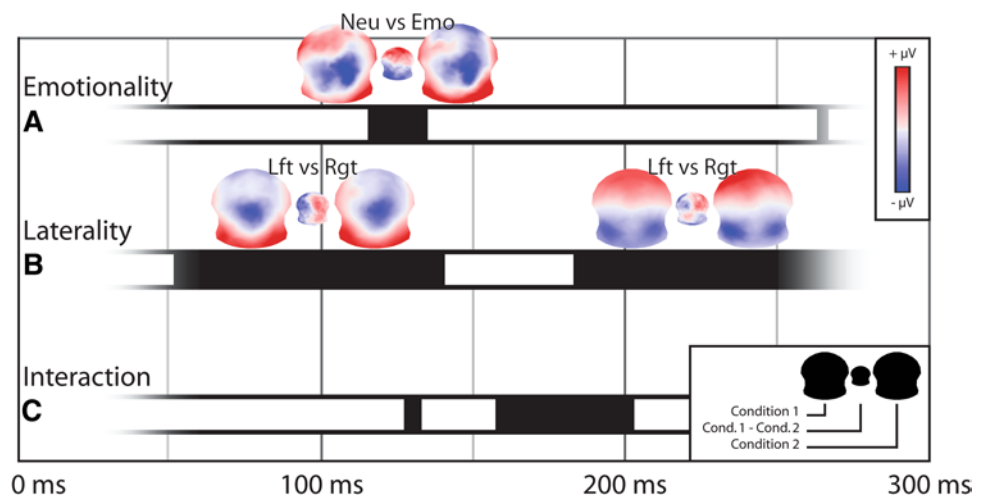 Neu vs Emo
+ µV
Emotionality
A
Lft vs Rgt
Lft vs Rgt
- µV
Laterality
B
Interaction
C
Condition 1
Cond. 1 - Cond. 2
Condition 2
0 ms
100 ms
200 ms
300 ms